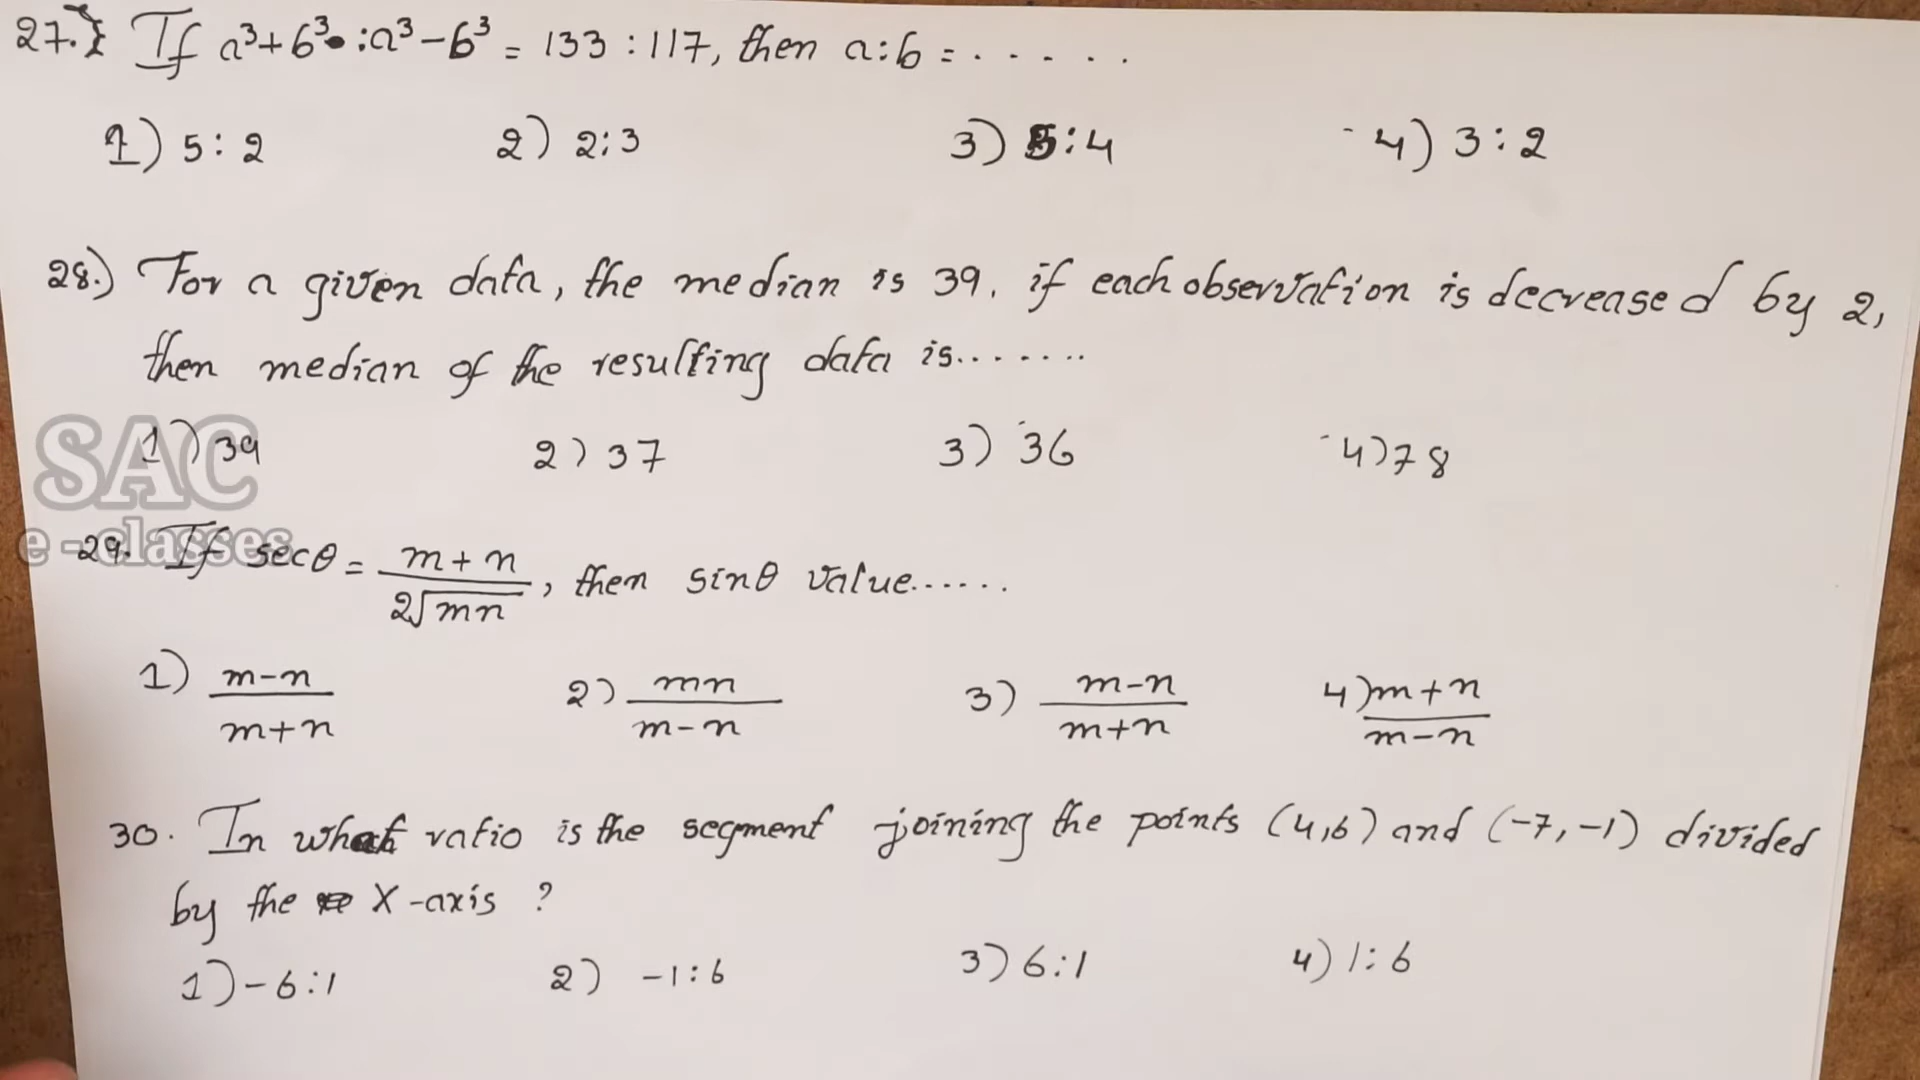 27.) If a³+b³ : a³-b³ = 133 : 117, then a:b = . . . . .
1) 5 : 2 2) 2:3 3) 5:4 4) 3:2
28.) For a given data, the median is 39. if each observation is decreased by 2,
then median of the resulting data is.......
1) 39 2) 37 3) 36 4) 78
SAC
e-classes
29. If secθ = (m+n)/(2√mn), then sinθ value......
1) (m-n)/(m+n) 2) mn/(m-n) 3) (m-n)/(m+n) 4) (m+n)/(m-n)
30. In what ratio is the segment joining the points (4,6) and (-7,-1) divided
by the X-axis ?
1) -6:1 2) -1:6 3) 6:1 4) 1:6